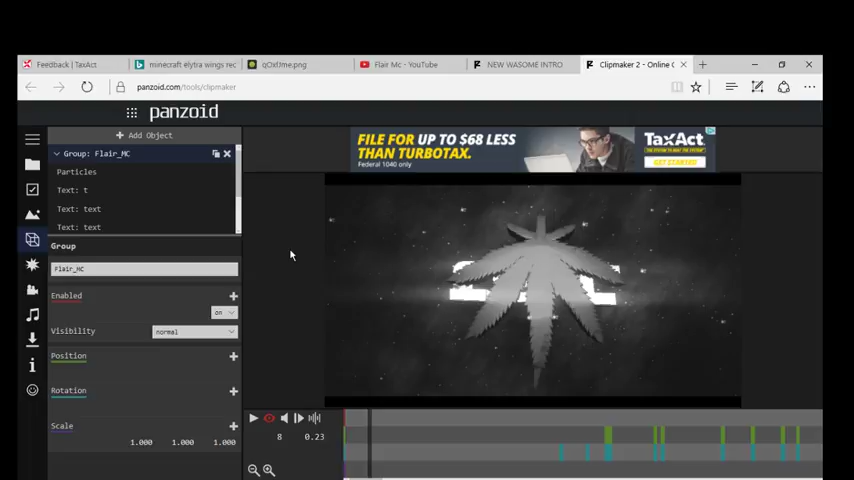 Feedback | TaxAct
minecraft elytra wings rec
qOxfJme.png
Flair Mc - YouTube
NEW WASOME INTRO
Clipmaker 2 - Online C
panzoid.com/tools/clipmaker
panzoid
Add Object
FILE FOR UP TO $68 LESS
THAN TURBOTAX.
Federal 1040 only
TaxAct
GET STARTED
Group: Flair_MC
Particles
Text: t
Text: text
Text: text
Group
Flair_MC
Enabled
on
Visibility
normal
Position
Rotation
Scale
1.000 1.000 1.000
8 0.23